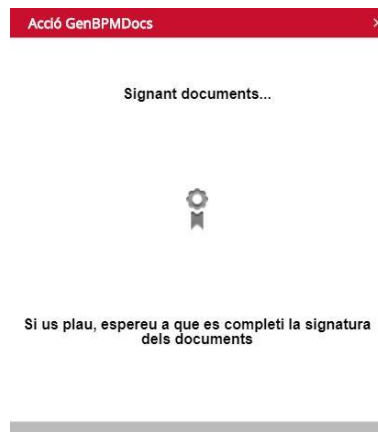 Acció GenBPMDocs
Signant documents...
Si us plau, espereu a que es completi la signatura
dels documents